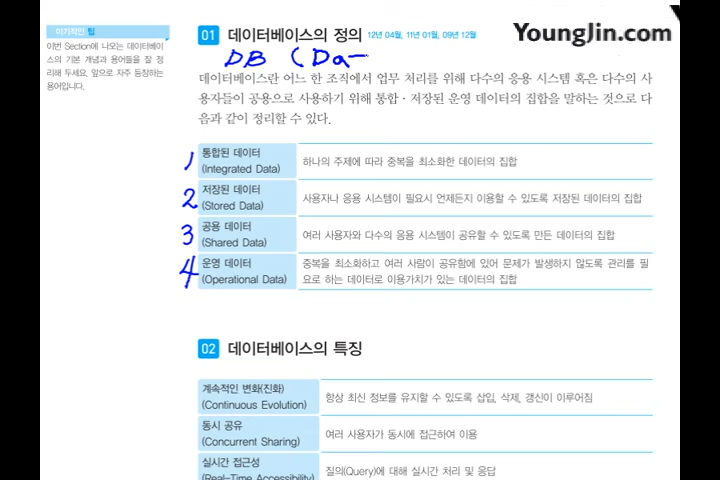 이기적인 팁
이번 Section에 나오는 데이터베이
스의 기본 개념과 용어들을 잘 정
리해 두세요. 앞으로 자주 등장하는
용어입니다.
YoungJin.com
01 데이터베이스의 정의 12년 04월, 11년 01월, 09년 12월
DB (Da-
데이터베이스란 어느 한 조직에서 업무 처리를 위해 다수의 응용 시스템 혹은 다수의 사
용자들이 공용으로 사용하기 위해 통합 · 저장된 운영 데이터의 집합을 말하는 것으로 다
음과 같이 정리할 수 있다.
1 통합된 데이터
(Integrated Data)
하나의 주제에 따라 중복을 최소화한 데이터의 집합
2 저장된 데이터
(Stored Data)
사용자나 응용 시스템이 필요시 언제든지 이용할 수 있도록 저장된 데이터의 집합
3 공용 데이터
(Shared Data)
여러 사용자와 다수의 응용 시스템이 공유할 수 있도록 만든 데이터의 집합
4 운영 데이터
(Operational Data)
중복을 최소화하고 여러 사람이 공유함에 있어 문제가 발생하지 않도록 관리를 필
요로 하는 데이터로 이용가치가 있는 데이터의 집합
02 데이터베이스의 특징
계속적인 변화(진화)
(Continuous Evolution)
항상 최신 정보를 유지할 수 있도록 삽입, 삭제, 갱신이 이루어짐
동시 공유
(Concurrent Sharing)
여러 사용자가 동시에 접근하여 이용
실시간 접근성
(Real-Time Accessibility)
질의(Query)에 대해 실시간 처리 및 응답